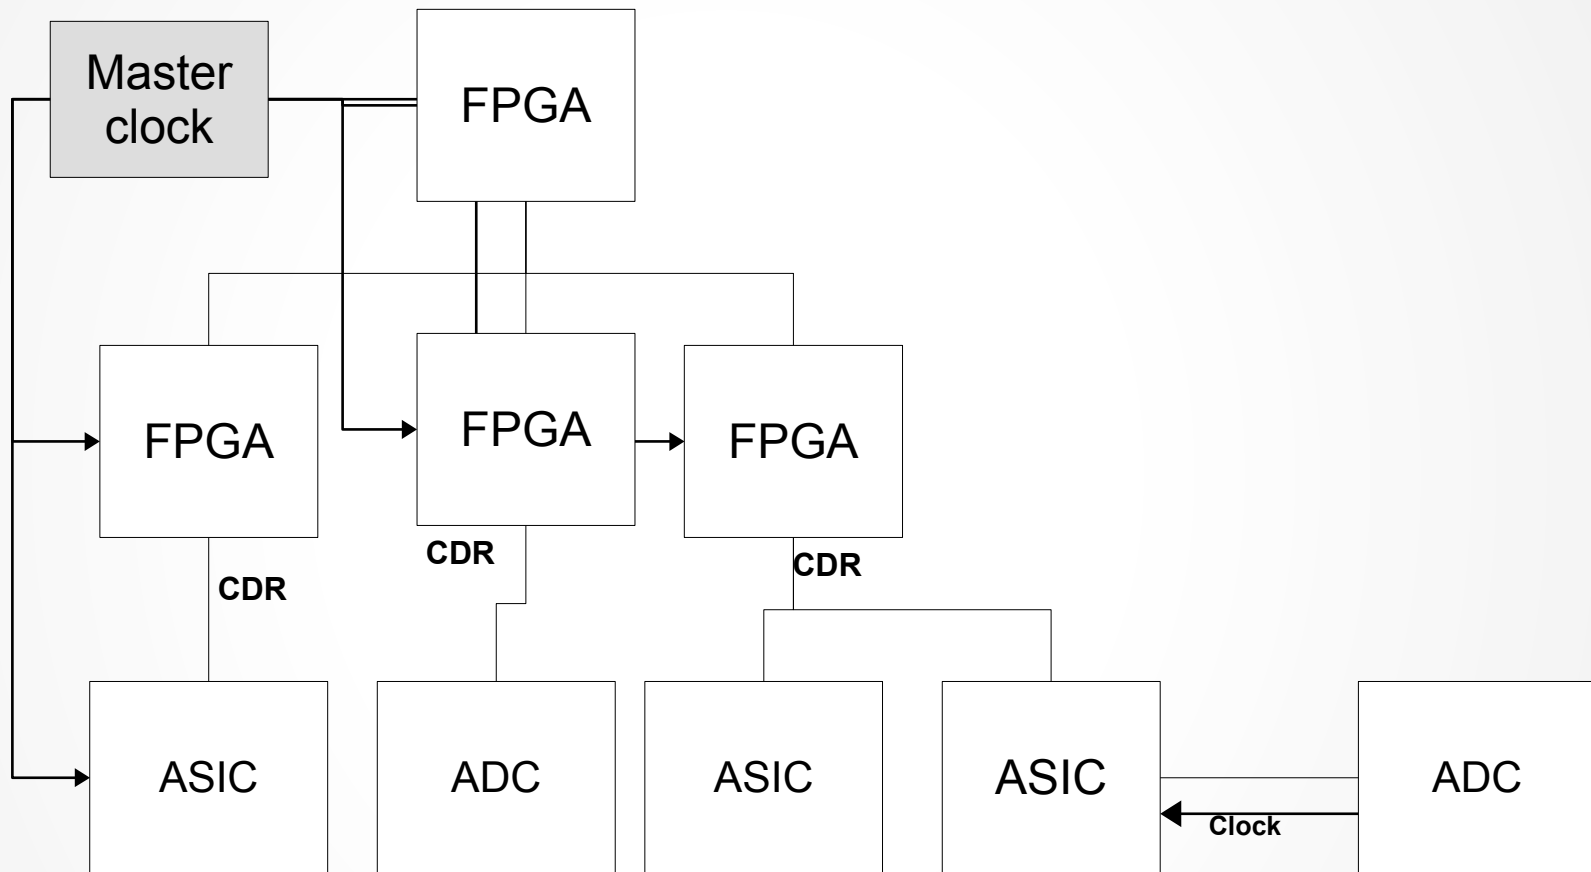 Master
clock
FPGA
FPGA
FPGA
FPGA
CDR
CDR
CDR
ASIC
ADC
ASIC
ASIC
ADC
Clock